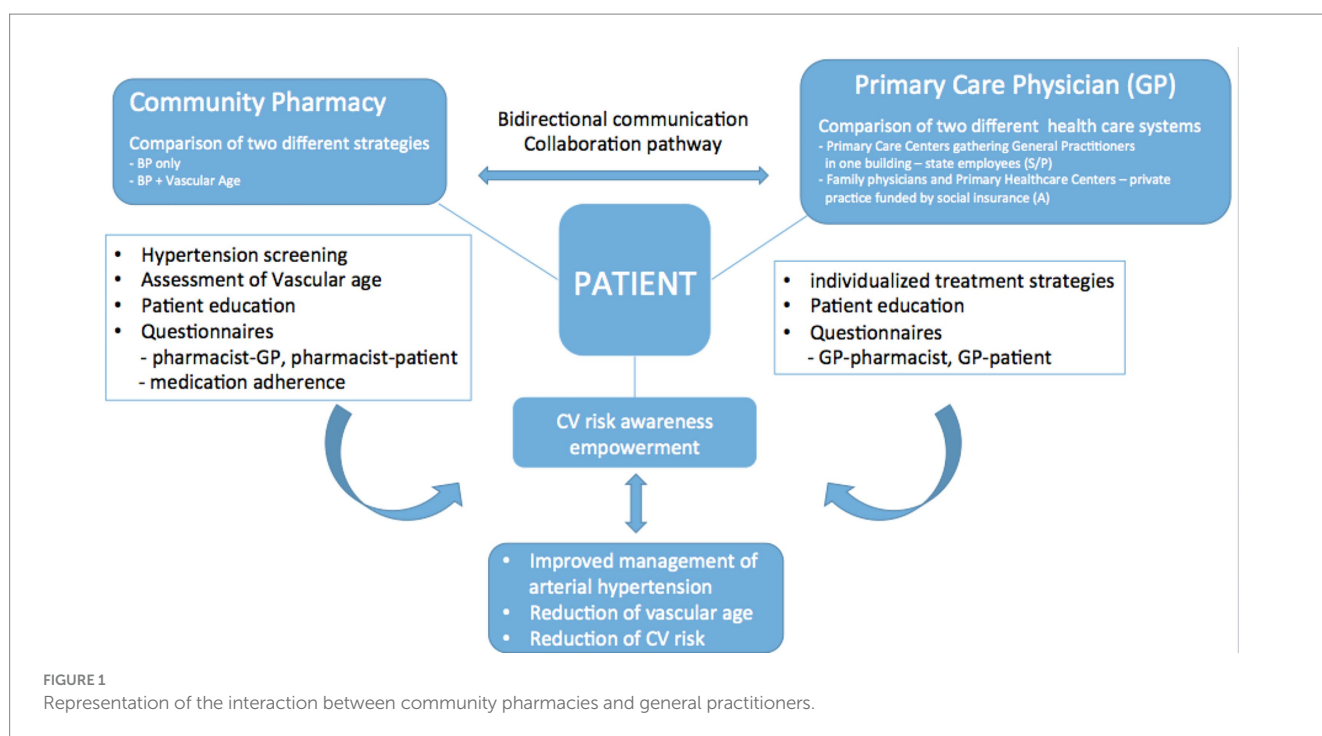 Community Pharmacy
Comparison of two different strategies
- BP only
- BP + Vascular Age
Bidirectional communication
Collaboration pathway
Primary Care Physician (GP)
Comparison of two different health care systems
- Primary Care Centers gathering General Practitioners
in one building – state employees (S/P)
- Family physicians and Primary Healthcare Centers – private
practice funded by social insurance (A)
PATIENT
• Hypertension screening
• Assessment of Vascular age
• Patient education
• Questionnaires
- pharmacist-GP, pharmacist-patient
- medication adherence
• individualized treatment strategies
• Patient education
• Questionnaires
- GP-pharmacist, GP-patient
CV risk awareness
empowerment
• Improved management of
arterial hypertension
• Reduction of vascular age
• Reduction of CV risk
FIGURE 1
Representation of the interaction between community pharmacies and general practitioners.